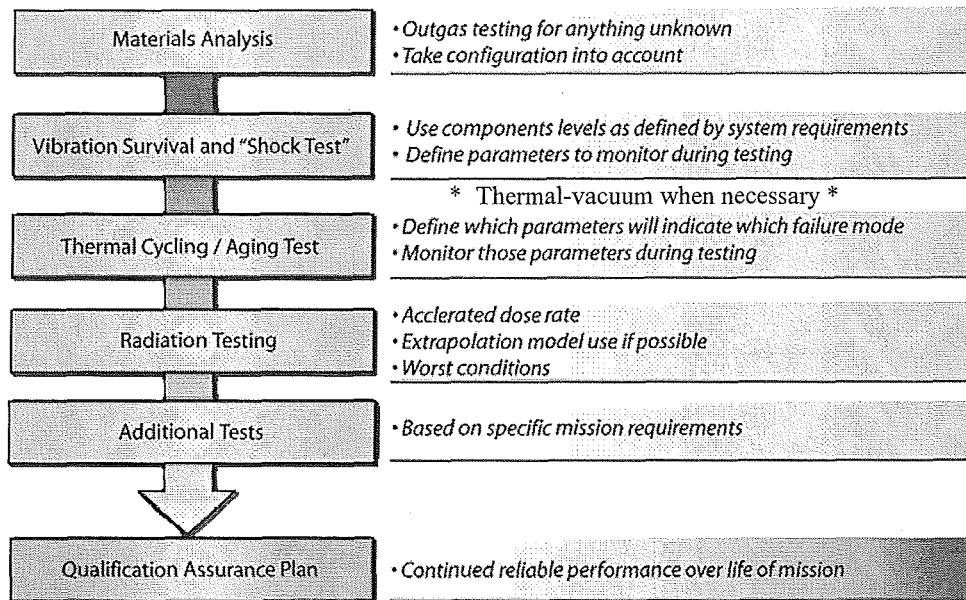 Materials Analysis
• Outgas testing for anything unknown
• Take configuration into account
Vibration Survival and "Shock Test"
• Use components levels as defined by system requirements
• Define parameters to monitor during testing
* Thermal-vacuum when necessary *
Thermal Cycling / Aging Test
• Define which parameters will indicate which failure mode
• Monitor those parameters during testing
Radiation Testing
• Acclerated dose rate
• Extrapolation model use if possible
• Worst conditions
Additional Tests
• Based on specific mission requirements
Qualification Assurance Plan
• Continued reliable performance over life of mission